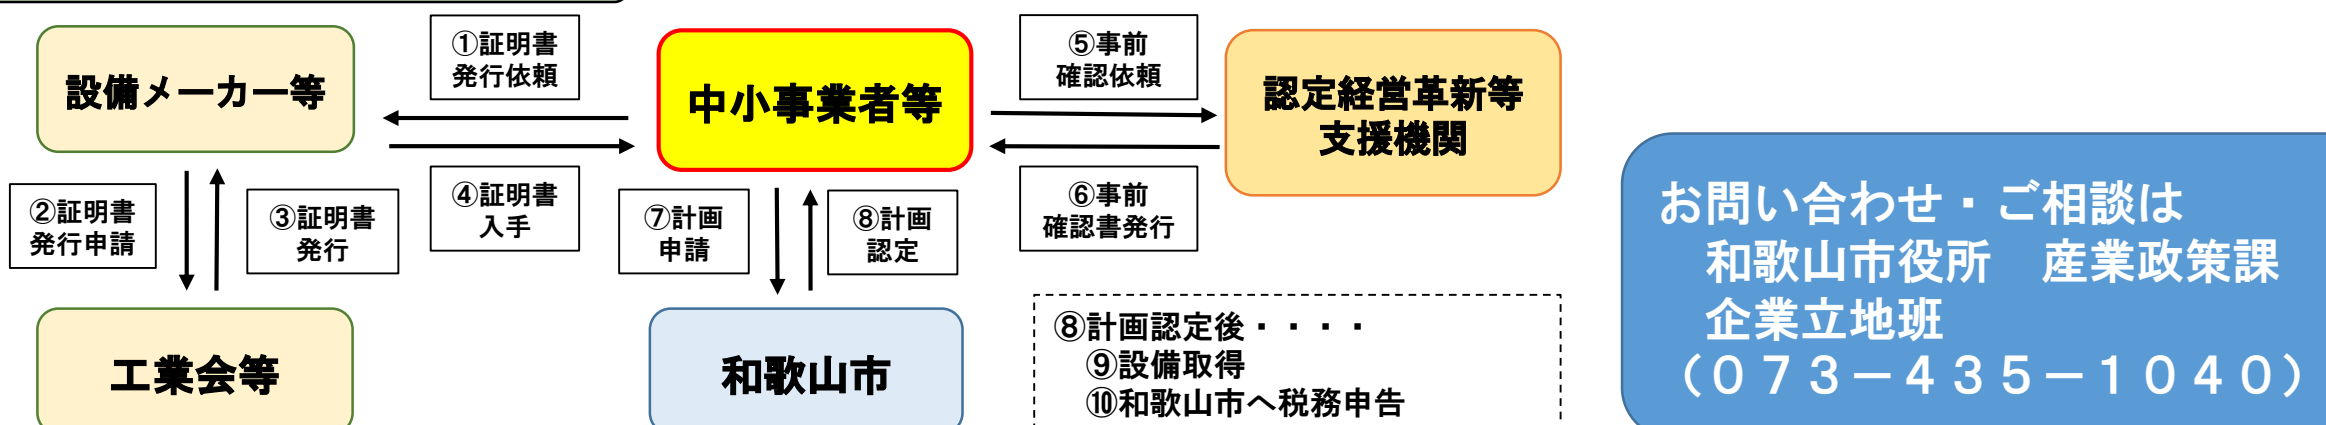 設備メーカー等
①証明書
発行依頼
中小事業者等
⑤事前
確認依頼
認定経営革新等
支援機関
②証明書
発行申請
③証明書
発行
④証明書
入手
⑦計画
申請
⑧計画
認定
⑥事前
確認書発行
工業会等
和歌山市
⑧計画認定後・・・・
⑨設備取得
⑩和歌山市へ税務申告
お問い合わせ・ご相談は
和歌山市役所　産業政策課
企業立地班
（０７３－４３５－１０４０）